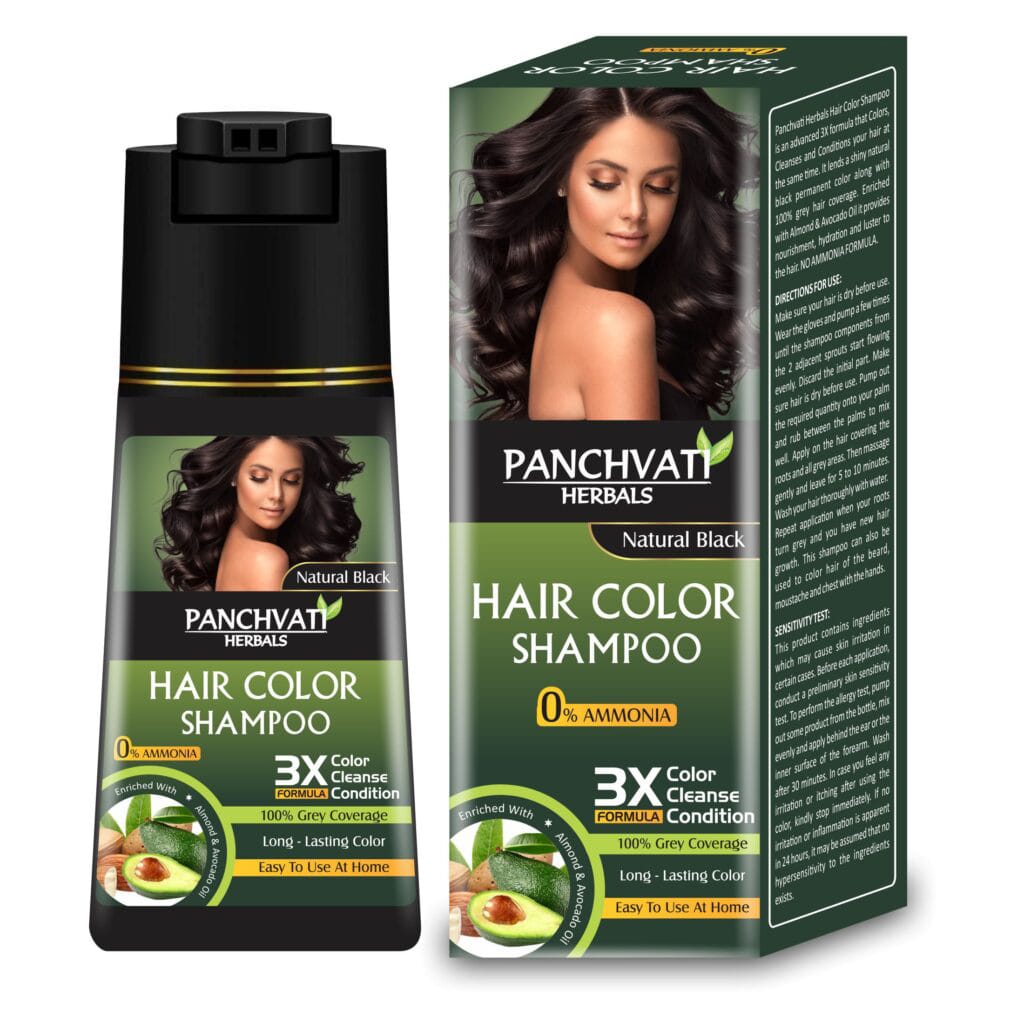 Natural Black
PANCHVATI
HERBALS
HAIR COLOR
SHAMPOO
0% AMMONIA
3X Color
Cleanse
FORMULA Condition
Enriched With * Almond & Avocado Oil
100% Grey Coverage
Long - Lasting Color
Easy To Use At Home
0% AMMONIA
HAIR COLOR
SHAMPOO
PANCHVATI
HERBALS
Natural Black
HAIR COLOR
SHAMPOO
0% AMMONIA
3X Color
Cleanse
FORMULA Condition
Enriched With * Almond & Avocado Oil
100% Grey Coverage
Long - Lasting Color
Easy To Use At Home
Panchvati Herbals Hair Color Shampoo
is an advanced 3X formula that Colors,
Cleanses and Conditions your hair at
the same time. It lends a shiny natural
black permanent color along with
100% grey hair coverage. Enriched
with Almond & Avocado Oil it provides
nourishment, hydration and luster to
the hair. NO AMMONIA FORMULA.
DIRECTIONS FOR USE:
Make sure your hair is dry before use.
Wear the gloves and pump a few times
until the shampoo components from
the 2 adjacent sprouts start flowing
evenly. Discard the initial part. Make
sure hair is dry before use. Pump out
the required quantity onto your palm
and rub between the palms to mix
well. Apply on the hair covering the
roots and all grey areas. Then massage
gently and leave for 5 to 10 minutes.
Wash your hair thoroughly with water.
Repeat application when your roots
turn grey and you have new hair
growth. This shampoo can also be
used to color hair of the beard,
moustache and chest with the hands.
SENSITIVITY TEST:
This product contains ingredients
which may cause skin irritation in
certain cases. Before each application,
conduct a preliminary skin sensitivity
test. To perform the allergy test, pump
out some product from the bottle, mix
evenly and apply behind the ear or the
inner surface of the forearm. Wash
after 30 minutes. In case you feel any
irritation or itching after using the
color, kindly stop immediately. If no
irritation or inflammation is apparent
in 24 hours, it may be assumed that no
hypersensitivity to the ingredients
exists.